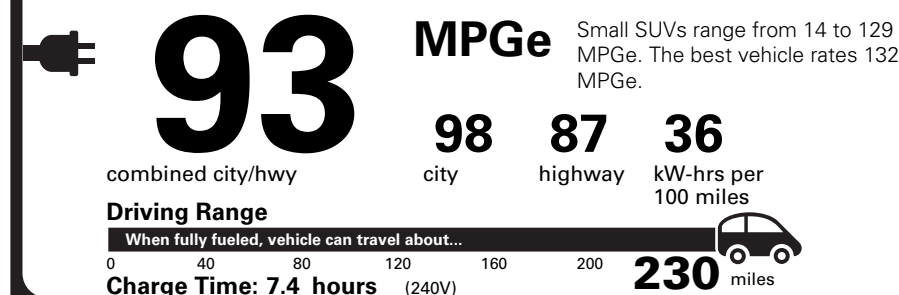 93
combined city/hwy
MPGe
Small SUVs range from 14 to 129
MPGe. The best vehicle rates 132
MPGe.
98 87 36
city highway kW-hrs per
100 miles
Driving Range
When fully fueled, vehicle can travel about...
0 40 80 120 160 200 230 miles
Charge Time: 7.4 hours (240V)